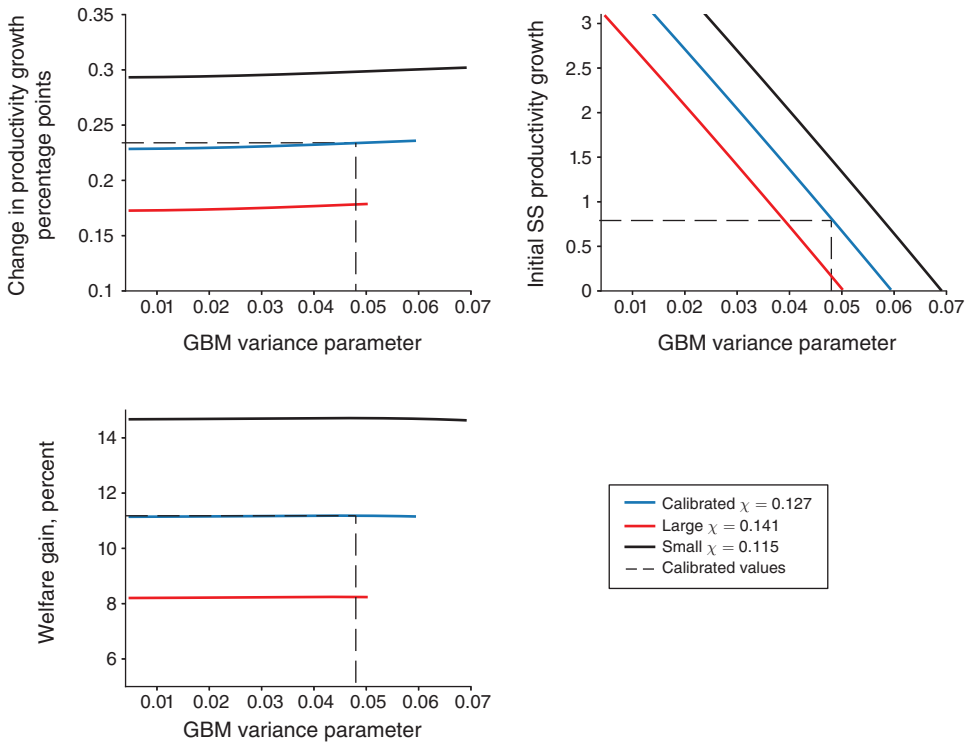 Change in productivity growth
percentage points
0.35
0.3
0.25
0.2
0.15
0.1
0.01 0.02 0.03 0.04 0.05 0.06 0.07
GBM variance parameter
Initial SS productivity growth
3
2.5
2
1.5
1
0.5
0
0.01 0.02 0.03 0.04 0.05 0.06 0.07
GBM variance parameter
Welfare gain, percent
14
12
10
8
6
0.01 0.02 0.03 0.04 0.05 0.06 0.07
GBM variance parameter
Calibrated χ = 0.127
Large χ = 0.141
Small χ = 0.115
Calibrated values